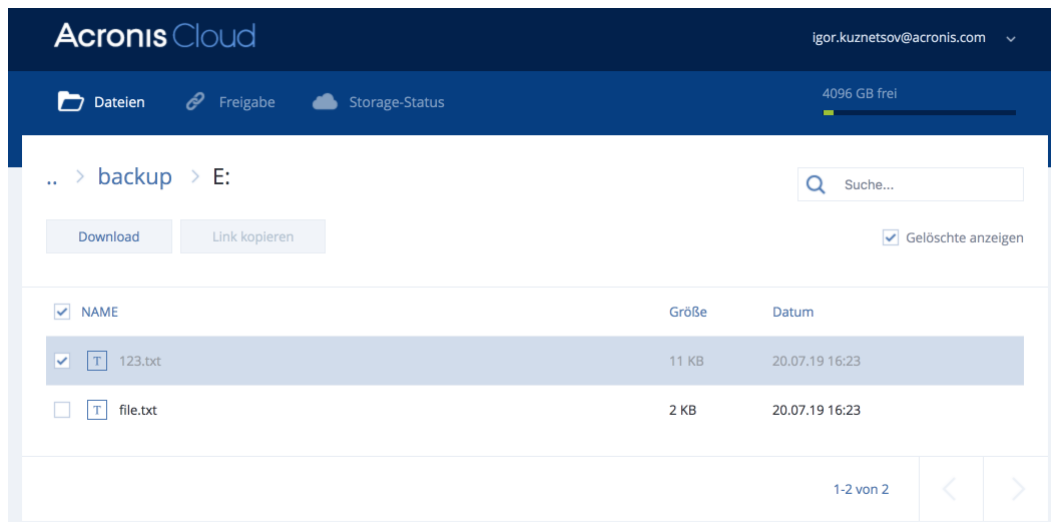 Acronis Cloud
igor.kuznetsov@acronis.com
Dateien Freigabe Storage-Status
4096 GB frei
.. > backup > E:
Suche...
Download Link kopieren
Gelöschte anzeigen
NAME Größe Datum
T 123.txt 11 KB 20.07.19 16:23
T file.txt 2 KB 20.07.19 16:23
1-2 von 2